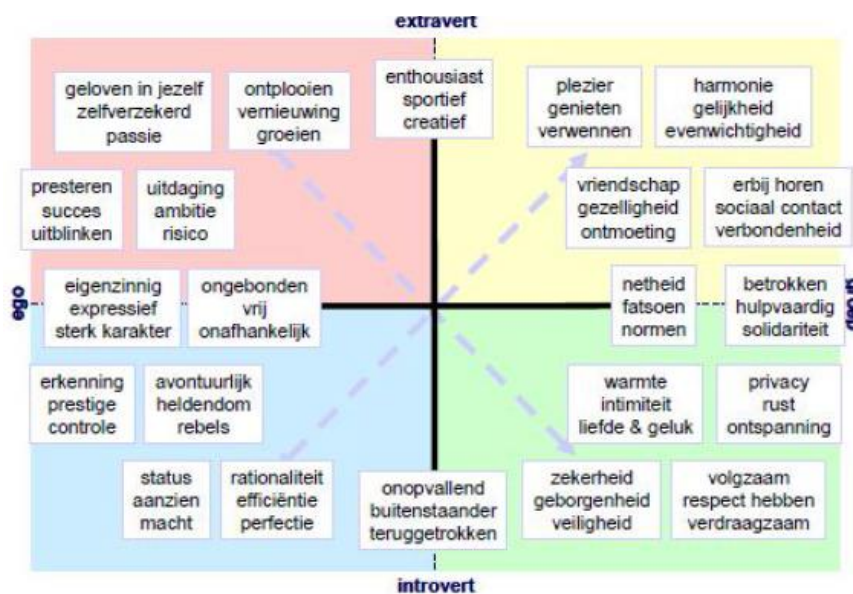 extravert
geloven in jezelf
zelfverzekerd
passie
ontplooien
vernieuwing
groeien
enthousiast
sportief
creatief
plezier
genieten
verwennen
harmonie
gelijkheid
evenwichtigheid
presteren
succes
uitblinken
uitdaging
ambitie
risico
vriendschap
gezelligheid
ontmoeting
erbij horen
sociaal contact
verbondenheid
ego
eigenzinnig
expressief
sterk karakter
ongebonden
vrij
onafhankelijk
netheid
fatsoen
normen
betrokken
hulpvaardig
solidariteit
groep
erkenning
prestige
controle
avontuurlijk
heldendom
rebels
warmte
intimiteit
liefde & geluk
privacy
rust
ontspanning
status
aanzien
macht
rationaliteit
efficiëntie
perfectie
onopvallend
buitenstaander
teruggetrokken
zekerheid
geborgenheid
veiligheid
volgzaam
respect hebben
verdraagzaam
introvert